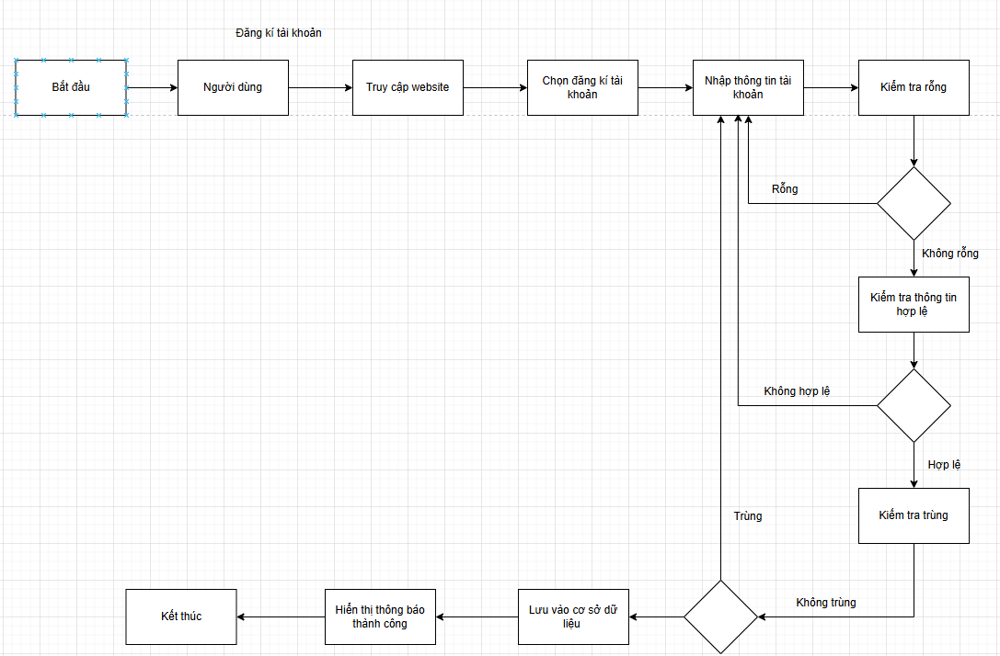 Đăng kí tài khoản
Bắt đầu
Người dùng
Truy cập website
Chọn đăng kí tải
khoản
Nhập thông tin tải
khoản
Kiểm tra rỗng
Rỗng
Không rỗng
Kiểm tra thông tin
hợp lệ
Không hợp lệ
Hợp lệ
Kiểm tra trùng
Trùng
Không trùng
Lưu vào cơ sở dữ
liệu
Hiển thị thông báo
thành công
Kết thúc